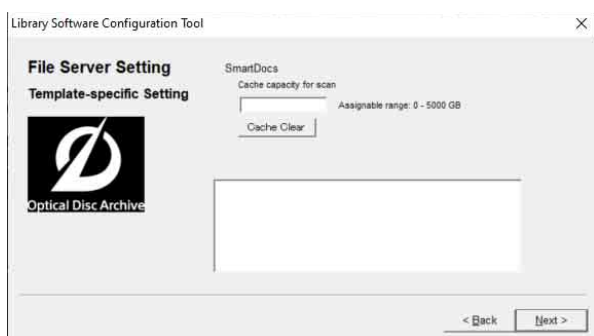 Library Software Configuration Tool
File Server Setting
Template-specific Setting
Optical Disc Archive
SmartDocs
Cache capacity for scan
Assignable range: 0 - 5000 GB
Cache Clear
< Back
Next >